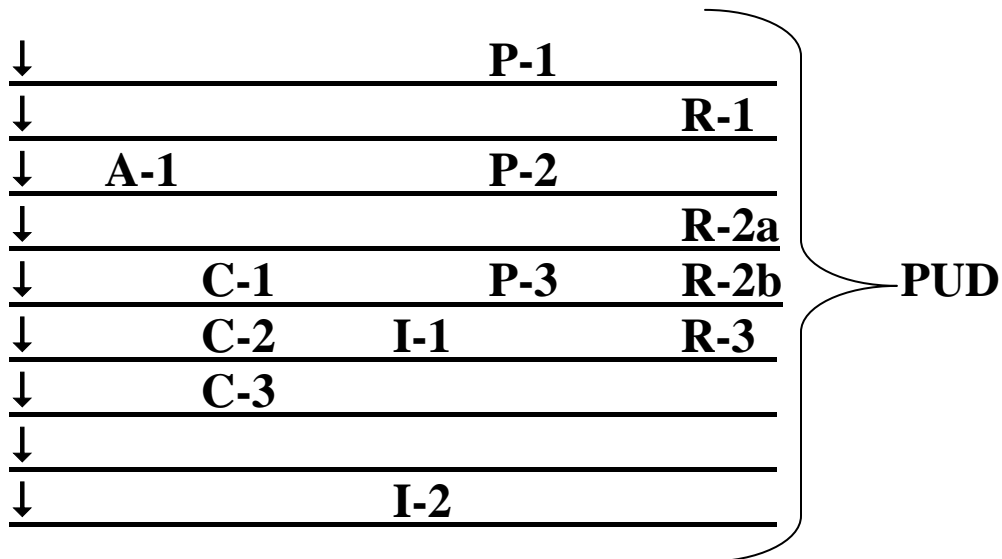 ↓ P-1
↓ R-1
↓ A-1 P-2
↓ R-2a
↓ C-1 P-3 R-2b PUD
↓ C-2 I-1 R-3
↓ C-3
↓
↓ I-2